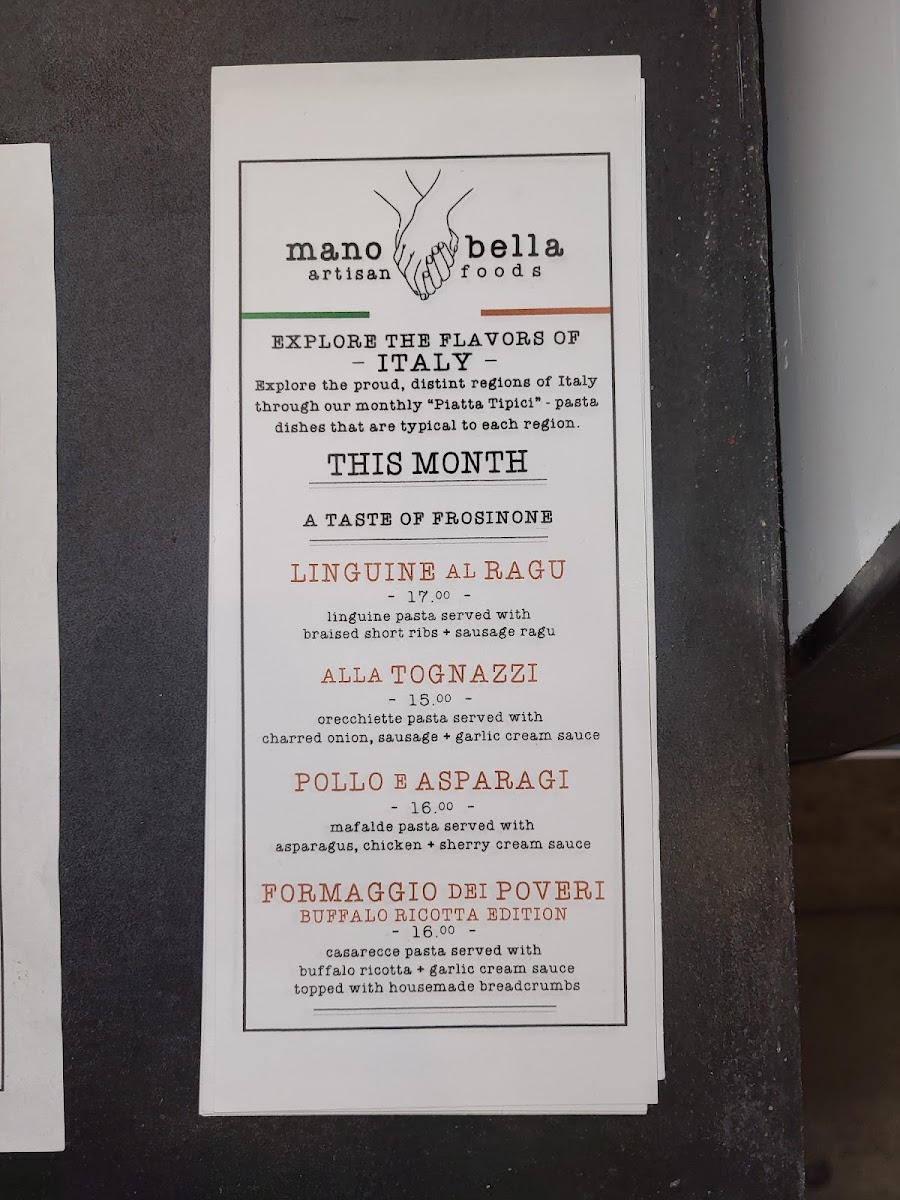 mano bella
artisan foods
EXPLORE THE FLAVORS OF
- ITALY -
Explore the proud, distint regions of Italy
through our monthly “Piatta Tipici” - pasta
dishes that are typical to each region.
THIS MONTH
A TASTE OF FROSINONE
LINGUINE AL RAGU
- 17.00 -
linguine pasta served with
braised short ribs + sausage ragu
ALLA TOGNAZZI
- 15.00 -
orecchiette pasta served with
charred onion, sausage + garlic cream sauce
POLLO E ASPARAGI
- 16.00 -
mafalde pasta served with
asparagus, chicken + sherry cream sauce
FORMAGGIO DEI POVERI
BUFFALO RICOTTA EDITION
- 16.00 -
casarecce pasta served with
buffalo ricotta + garlic cream sauce
topped with housemade breadcrumbs